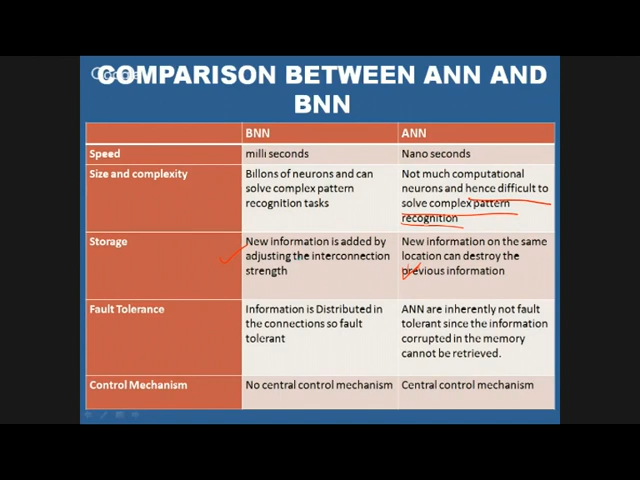 COMPARISON BETWEEN ANN AND
BNN
BNN ANN
Speed milli seconds Nano seconds
Size and complexity Billons of neurons and can Not much computational
solve complex pattern neurons and hence difficult to
recognition tasks solve complex pattern
recognition
Storage New information is added by New information on the same
adjusting the interconnection location can destroy the
strength previous information
Fault Tolerance Information is Distributed in ANN are inherently not fault
the connections so fault tolerant since the information
tolerant corrupted in the memory
cannot be retrieved.
Control Mechanism No central control mechanism Central control mechanism